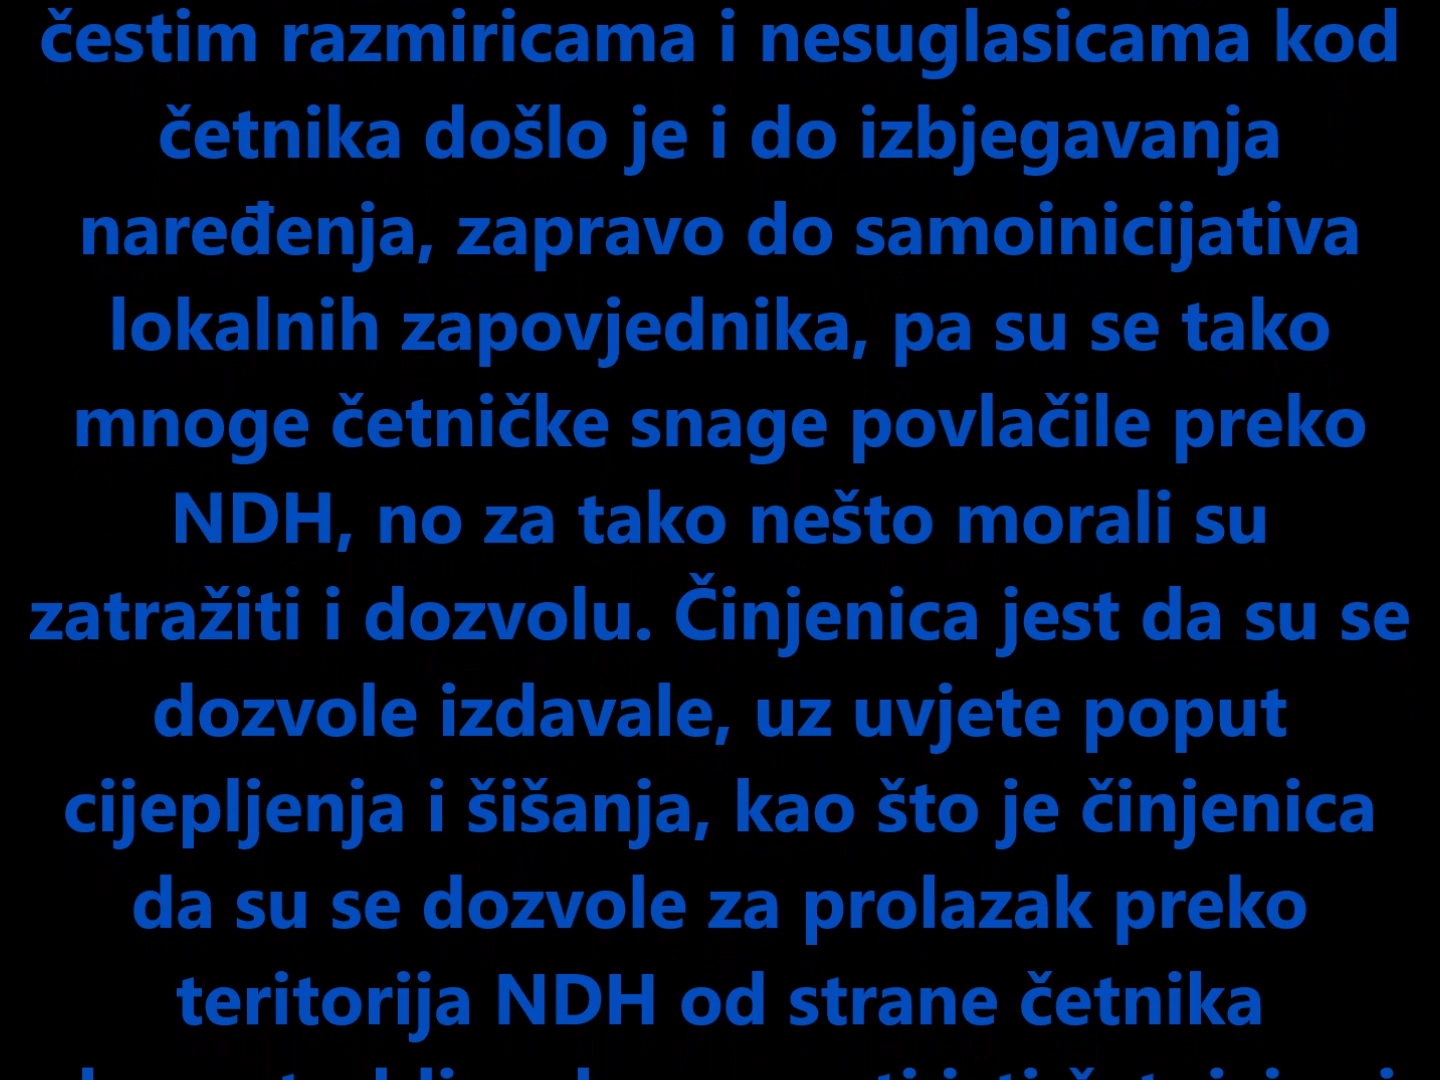 čestim razmiricama i nesuglasicama kod
četnika došlo je i do izbjegavanja
naređenja, zapravo do samoinicijativa
lokalnih zapovjednika, pa su se tako
mnoge četničke snage povlačile preko
NDH, no za tako nešto morali su
zatražiti i dozvolu. Činjenica jest da su se
dozvole izdavale, uz uvjete poput
cijepljenja i šišanja, kao što je činjenica
da su se dozvole za prolazak preko
teritorija NDH od strane četnika